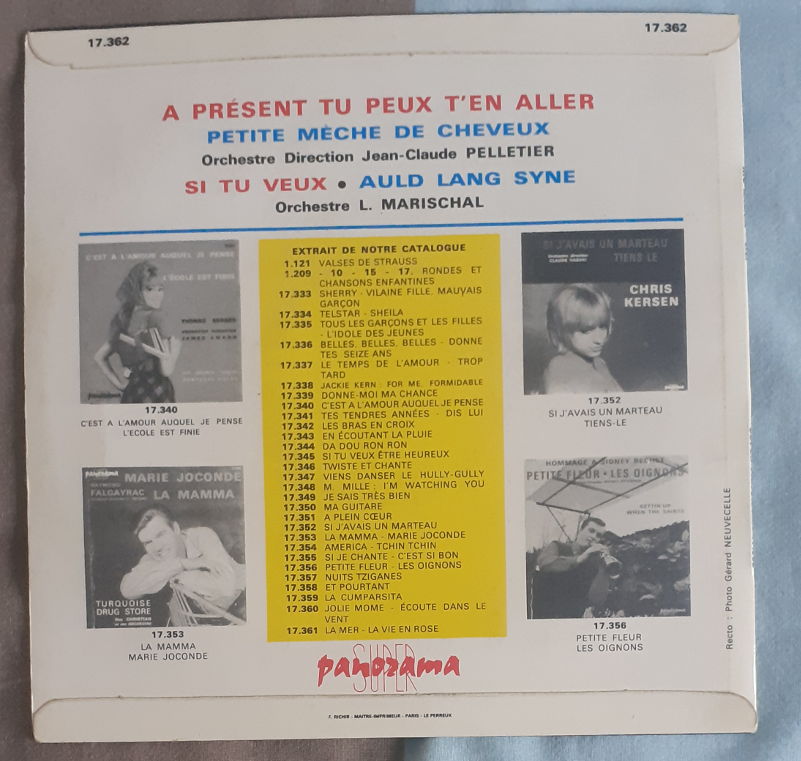 17.362
17.362
A PRÉSENT TU PEUX T'EN ALLER
PETITE MÈCHE DE CHEVEUX
Orchestre Direction Jean-Claude PELLETIER
SI TU VEUX • AULD LANG SYNE
Orchestre L. MARISCHAL
C'EST A L'AMOUR AUQUEL JE PENSE
L'ÉCOLE EST FINIE
panorama
17.340
C'EST A L'AMOUR AUQUEL JE PENSE
L'ECOLE EST FINIE
panorama
MARIE JOCONDE
FALGAYRAC
LA MAMMA
TURQUOISE
DRUG STORE
17.353
LA MAMMA
MARIE JOCONDE
EXTRAIT DE NOTRE CATALOGUE
1.121 VALSES DE STRAUSS
1.209 - 10 - 15 - 17. RONDES ET
CHANSONS ENFANTINES
17.333 SHERRY - VILAINE FILLE, MAUVAIS
GARÇON
17.334 TELSTAR - SHEILA
17.335 TOUS LES GARÇONS ET LES FILLES
- L'IDOLE DES JEUNES
17.336 BELLES, BELLES, BELLES - DONNE
TES SEIZE ANS
17.337 LE TEMPS DE L'AMOUR - TROP
TARD
17.338 JACKIE KERN : FOR ME, FORMIDABLE
17.339 DONNE-MOI MA CHANCE
17.340 C'EST A L'AMOUR AUQUEL JE PENSE
17.341 TES TENDRES ANNÉES - DIS LUI
17.342 LES BRAS EN CROIX
17.343 EN ÉCOUTANT LA PLUIE
17.344 DA DOU RON RON
17.345 SI TU VEUX ÊTRE HEUREUX
17.346 TWISTE ET CHANTE
17.347 VIENS DANSER LE HULLY-GULLY
17.348 M. MILLE : I'M WATCHING YOU
17.349 JE SAIS TRÈS BIEN
17.350 MA GUITARE
17.351 A PLEIN CŒUR
17.352 SI J'AVAIS UN MARTEAU
17.353 LA MAMMA - MARIE JOCONDE
17.354 AMERICA - TCHIN TCHIN
17.355 SI JE CHANTE - C'EST SI BON
17.356 PETITE FLEUR - LES OIGNONS
17.357 NUITS TZIGANES
17.358 ET POURTANT
17.359 LA CUMPARSITA
17.360 JOLIE MOME - ÉCOUTE DANS LE
VENT
17.361 LA MER - LA VIE EN ROSE
SI J'AVAIS UN MARTEAU
TIENS LE
CHRIS
KERSEN
17.352
SI J'AVAIS UN MARTEAU
TIENS-LE
HOMMAGE A SIDNEY BECHET
PETITE FLEUR • LES OIGNONS
WHEN THE SAINTS
17.356
PETITE FLEUR
LES OIGNONS
Recto : Photo Gérard NEUVECELLE
SUPER
panorama
F. RICHIR - MAITRE-IMPRIMEUR - PARIS - LE PERREUX